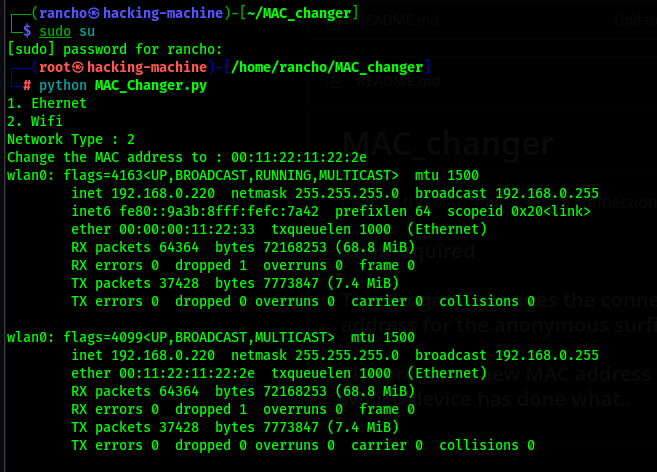 README.md
Update
(rancho㉿hacking-machine)-[~/MAC_changer]
$ sudo su
[sudo] password for rancho:
(root㉿hacking-machine)-[/home/rancho/MAC_changer]
# python MAC_Changer.py
README.md
1. Ehernet
2. Wifi
Network Type : 2
MAC_changer
Change the MAC address to : 00:11:22:11:22:2e
wlan0: flags=4163<UP,BROADCAST,RUNNING,MULTICAST>  mtu 1500
inet 192.168.0.220  netmask 255.255.255.0  broadcast 192.168.0.255
inet6 fe80::9a3b:8fff:fefc:7a42  prefixlen 64  scopeid 0x20<link>
ether 00:00:00:11:22:33  txqueuelen 1000  (Ethernet)
RX packets 64364  bytes 72168253 (68.8 MiB)
RX errors 0  dropped 1  overruns 0  frame 0
TX packets 37428  bytes 7773847 (7.4 MiB)
TX errors 0  dropped 0 overruns 0  carrier 0  collisions 0
address for the anonymous
wlan0: flags=4099<UP,BROADCAST,MULTICAST>  mtu 1500
inet 192.168.0.220  netmask 255.255.255.0  broadcast 192.168.0.255
ether 00:11:22:11:22:2e  txqueuelen 1000  (Ethernet)
new MAC address
RX packets 64364  bytes 72168253 (68.8 MiB)
RX errors 0  dropped 1  overruns 0  frame 0
device has done what..
TX packets 37428  bytes 7773847 (7.4 MiB)
TX errors 0  dropped 0 overruns 0  carrier 0  collisions 0